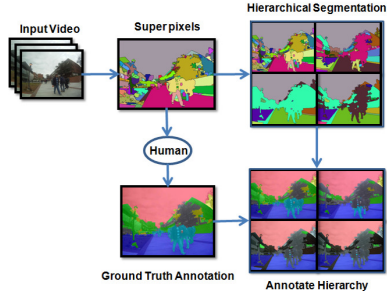 Input Video
Super pixels
Hierarchical Segmentation
Human
Ground Truth Annotation
Annotate Hierarchy